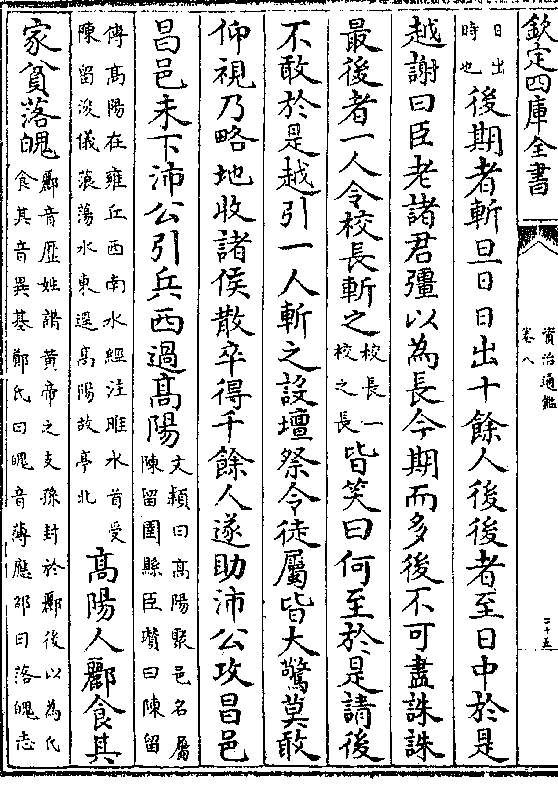 欽定四庫全書
資治通鑑
卷八
二十五
日出
時也
後期者斬旦日日出十餘人後後者至日中於是
越謝曰臣老諸君彊以為長今期而多後不可盡誅誅
最後者一人令校長斬之
校長一
校之長
皆笑曰何至於是請後
不敢於是越引一人斬之設壇祭令徒屬皆大驚莫敢
仰視乃略地收諸侯散卒得千餘人遂助沛公攻昌邑
昌邑未下沛公引兵西過髙陽
文穎曰髙陽聚邑名屬
陳留圉縣臣瓚曰陳留
傳髙陽在雍丘西南水經注睢水首受
陳留浚儀蒗蕩水東逕髙陽故亭北
髙陽人酈食其
家貧落魄
酈音歴姓譜黄帝之支孫封於酈後以為氏
食其音異基鄭氏曰魄音薄應邵曰落魄志